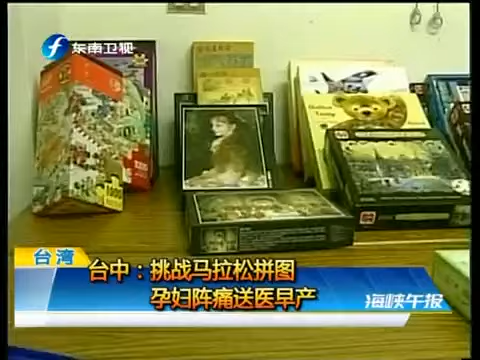 东南卫视
台湾
台中：挑战马拉松拼图
孕妇阵痛送医早产
海峡午报